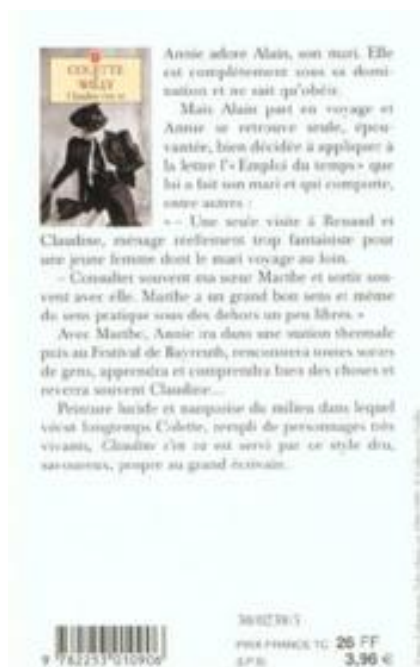 COLETTE
WILLY
Claudine s'en va
Annie adore Alain, son mari. Elle
est complètement sous sa domi-
nation et ne sait qu'obéir.
Mais Alain part en voyage et
Annie se retrouve seule, épou-
vantée, bien décidée à appliquer à
la lettre l'« Emploi du temps » que
lui a fait son mari et qui comporte,
entre autres :
« – Une seule visite à Renaud et
Claudine, ménage réellement trop fantaisiste pour
une jeune femme dont le mari voyage au loin.
– Consulter souvent ma sœur Marthe et sortir sou-
vent avec elle. Marthe a un grand bon sens et même
du sens pratique sous des dehors un peu libres. »
Avec Marthe, Annie ira dans une station thermale
puis au Festival de Bayreuth, rencontrera toutes sortes
de gens, apprendra et comprendra bien des choses et
reverra souvent Claudine...
Peinture lucide et narquoise du milieu dans lequel
vécut longtemps Colette, rempli de personnages très
vivants, Claudine s'en va est servi par ce style dru,
savoureux, propre au grand écrivain.
30/0238/3
PRIX FRANCE TC 26 FF
3,96 €
9 782253 010906